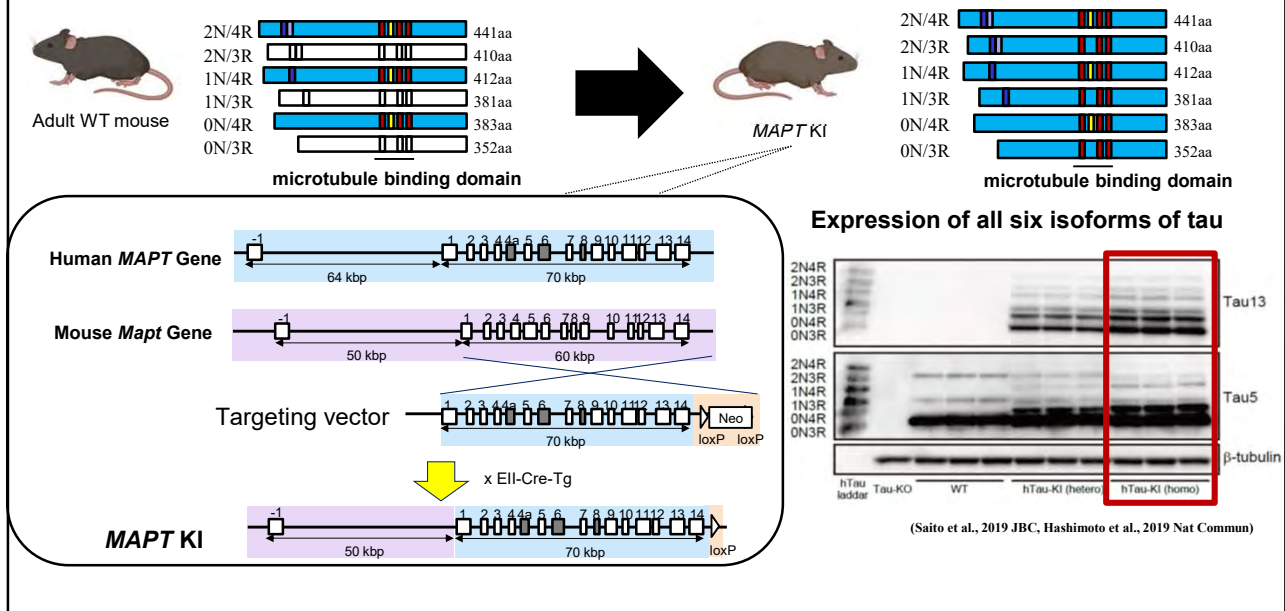 2N/4R 441aa
2N/3R 410aa
1N/4R 412aa
1N/3R 381aa
0N/4R 383aa
0N/3R 352aa
microtubule binding domain
Adult WT mouse
MAPT KI
2N/4R 441aa
2N/3R 410aa
1N/4R 412aa
1N/3R 381aa
0N/4R 383aa
0N/3R 352aa
microtubule binding domain
Human MAPT Gene
-1 1 2 3 4 4a 5 6 7 8 9 10 11 12 13 14
64 kbp 70 kbp
Mouse Mapt Gene
-1 1 2 3 4 5 6 7 8 9 10 11 12 13 14
50 kbp 60 kbp
Targeting vector
1 2 3 4 4a 5 6 7 8 9 10 11 12 13 14
Neo
70 kbp loxP loxP
x EII-Cre-Tg
MAPT KI
-1 1 2 3 4 4a 5 6 7 8 9 10 11 12 13 14
50 kbp 70 kbp loxP
Expression of all six isoforms of tau
2N4R
2N3R
1N4R
1N3R
0N4R
0N3R
Tau13
2N4R
2N3R
1N4R
1N3R
0N4R
0N3R
Tau5
β-tubulin
hTau laddar
Tau-KO
WT
hTau-KI (hetero)
hTau-KI (homo)
(Saito et al., 2019 JBC, Hashimoto et al., 2019 Nat Commun)